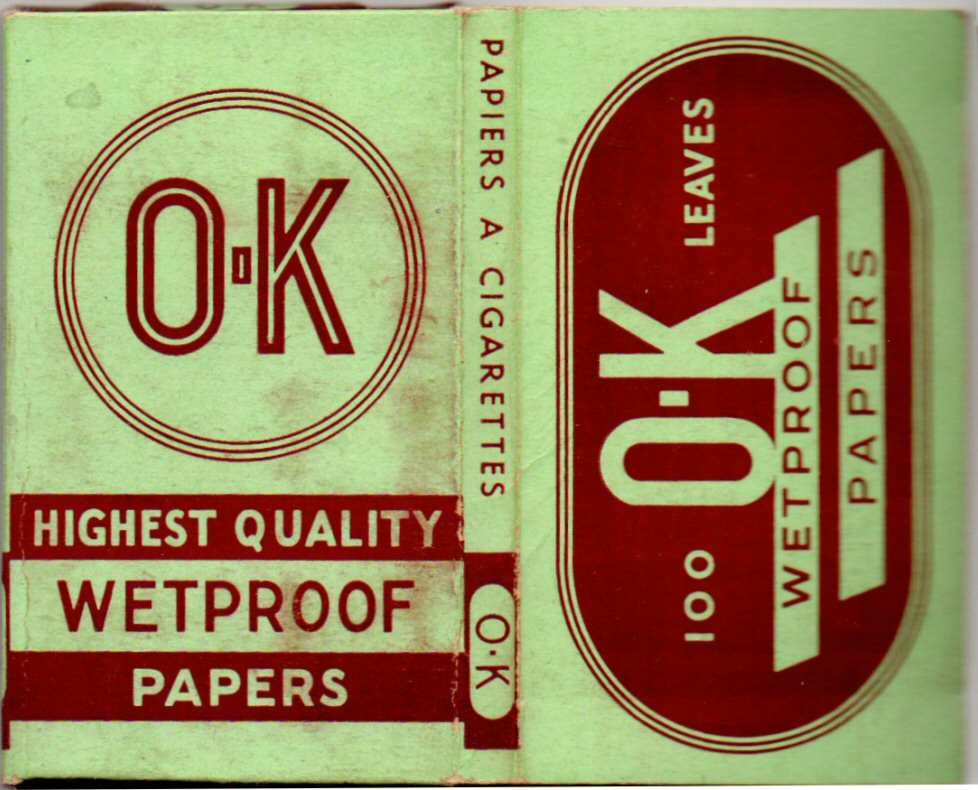 O-K
HIGHEST QUALITY
WETPROOF
PAPERS
PAPIERS A CIGARETTES
O·K
100 O-K LEAVES
WETPROOF
PAPERS